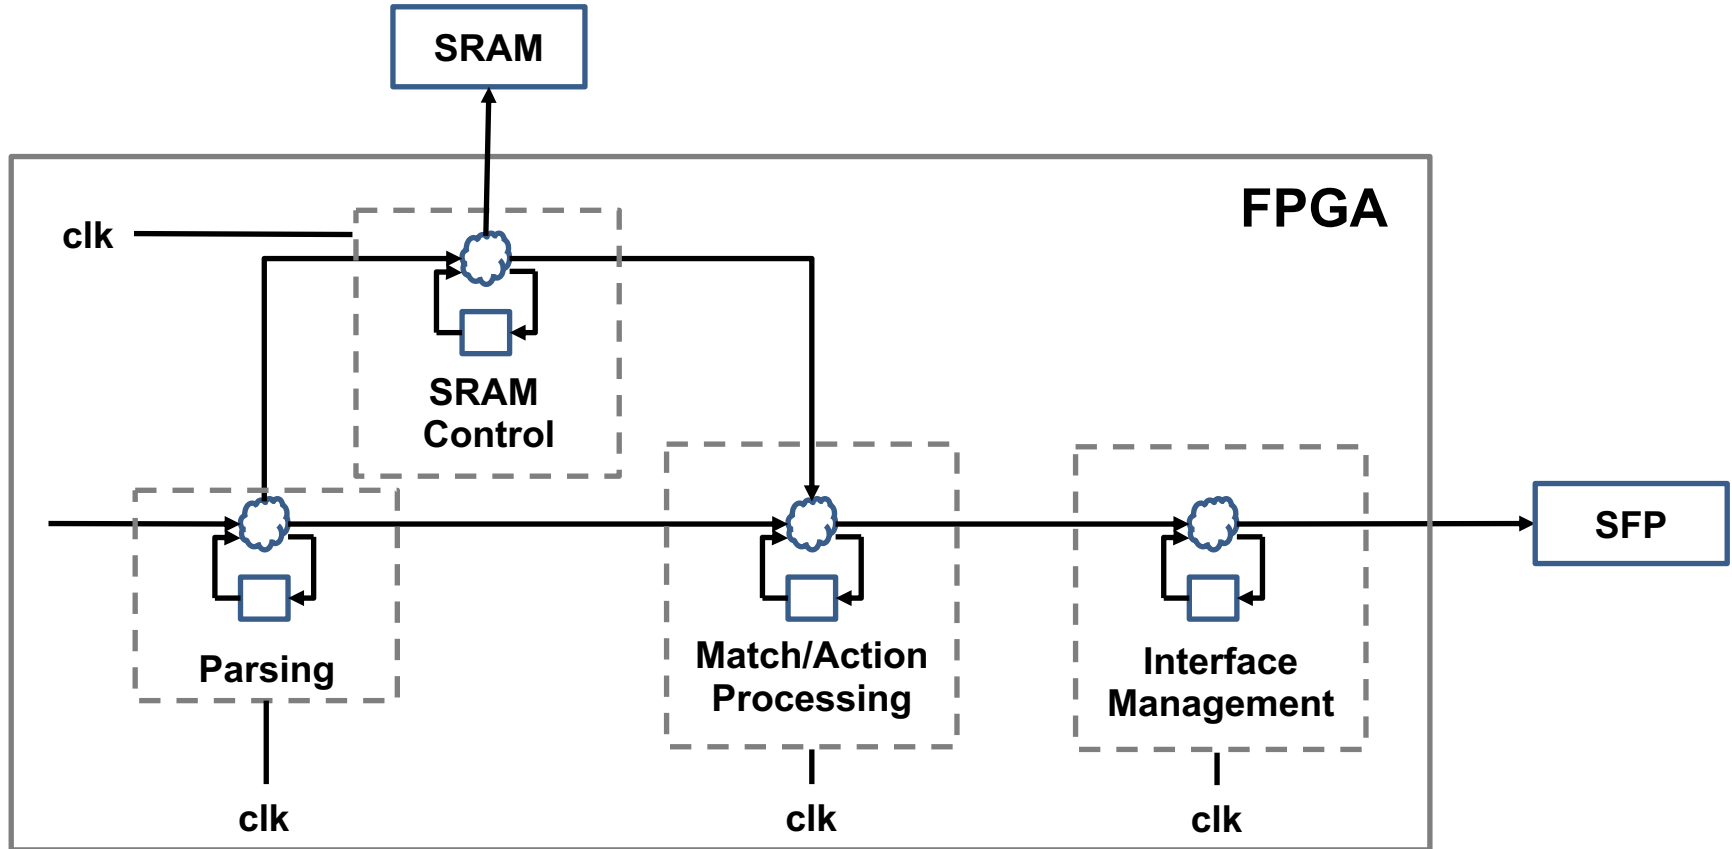 SRAM
FPGA
clk
SRAM
Control
SFP
Parsing
Match/Action
Processing
Interface
Management
clk
clk
clk